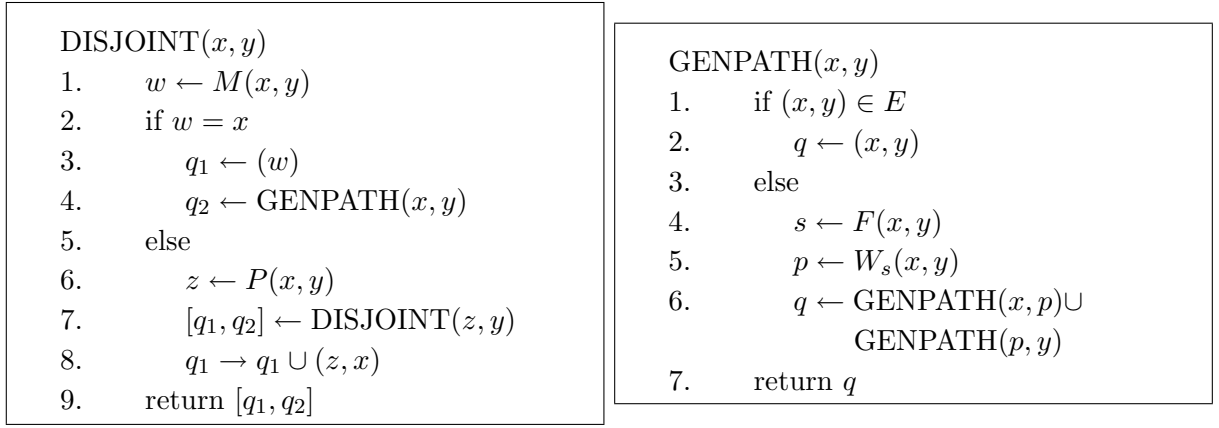 DISJOINT(x, y)
1. w ← M(x, y)
2. if w = x
3. q₁ ← (w)
4. q₂ ← GENPATH(x, y)
5. else
6. z ← P(x, y)
7. [q₁, q₂] ← DISJOINT(z, y)
8. q₁ → q₁ ∪ (z, x)
9. return [q₁, q₂]
GENPATH(x, y)
1. if (x, y) ∈ E
2. q ← (x, y)
3. else
4. s ← F(x, y)
5. p ← Wₛ(x, y)
6. q ← GENPATH(x, p)∪
GENPATH(p, y)
7. return q